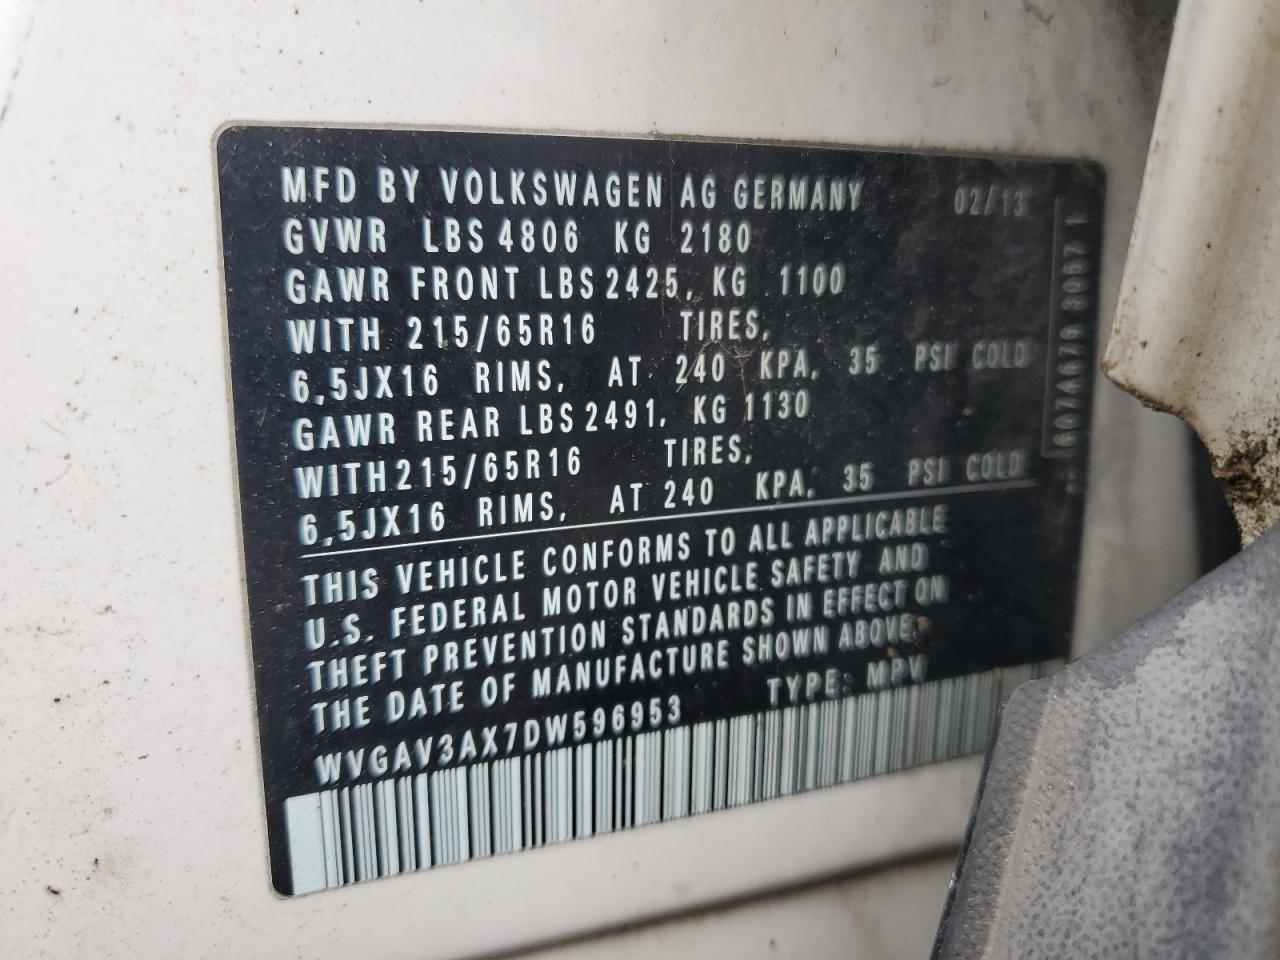 MFD BY VOLKSWAGEN AG GERMANY 02/13
GVWR LBS 4806 KG 2180
GAWR FRONT LBS 2425, KG 1100
WITH 215/65R16 TIRES,
6,5JX16 RIMS, AT 240 KPA, 35 PSI COLD
GAWR REAR LBS 2491, KG 1130
WITH 215/65R16 TIRES,
6,5JX16 RIMS, AT 240 KPA, 35 PSI COLD
THIS VEHICLE CONFORMS TO ALL APPLICABLE
U.S. FEDERAL MOTOR VEHICLE SAFETY AND
THEFT PREVENTION STANDARDS IN EFFECT ON
THE DATE OF MANUFACTURE SHOWN ABOVE.
WVGAV3AX7DW596953 TYPE: MPV